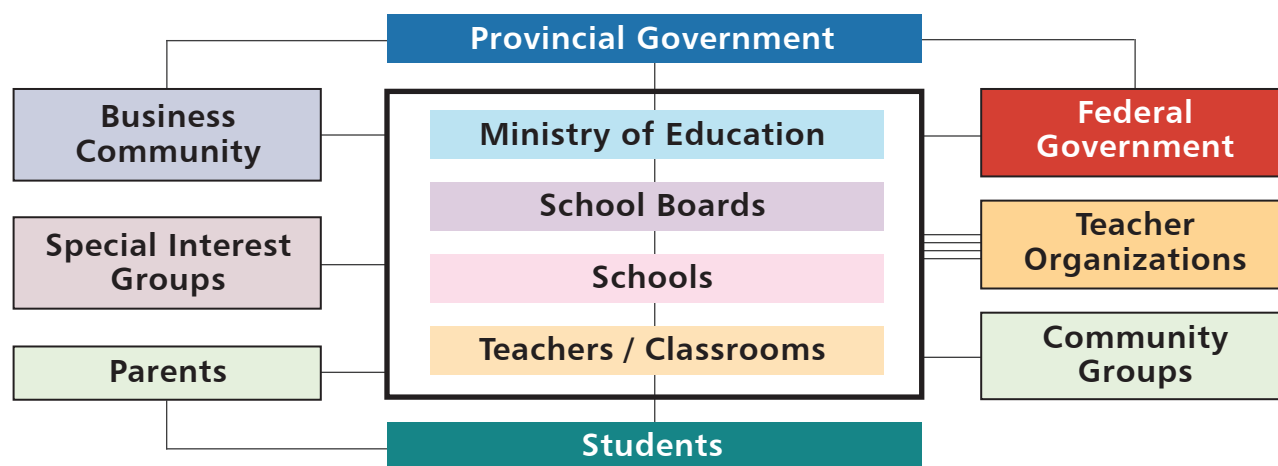 Provincial Government
Business
Community
Special Interest
Groups
Parents
Ministry of Education
School Boards
Schools
Teachers / Classrooms
Federal
Government
Teacher
Organizations
Community
Groups
Students